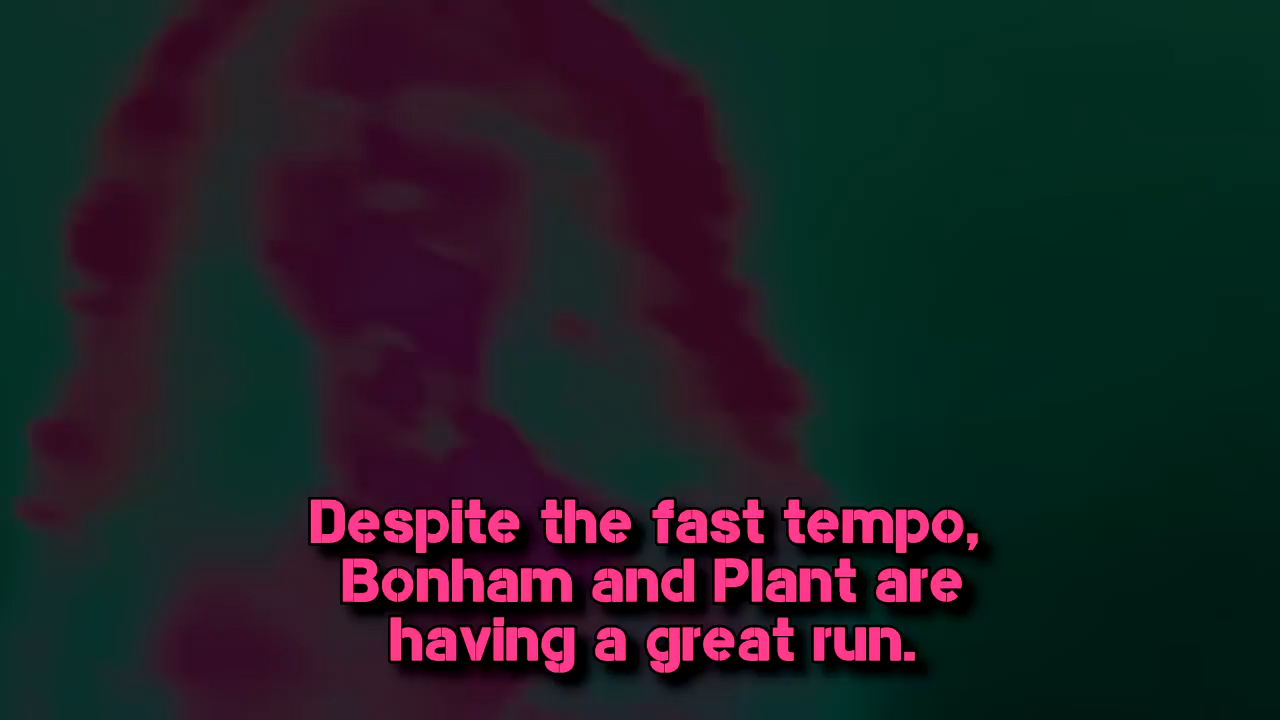 Despite the fast tempo,
Bonham and Plant are
having a great run.